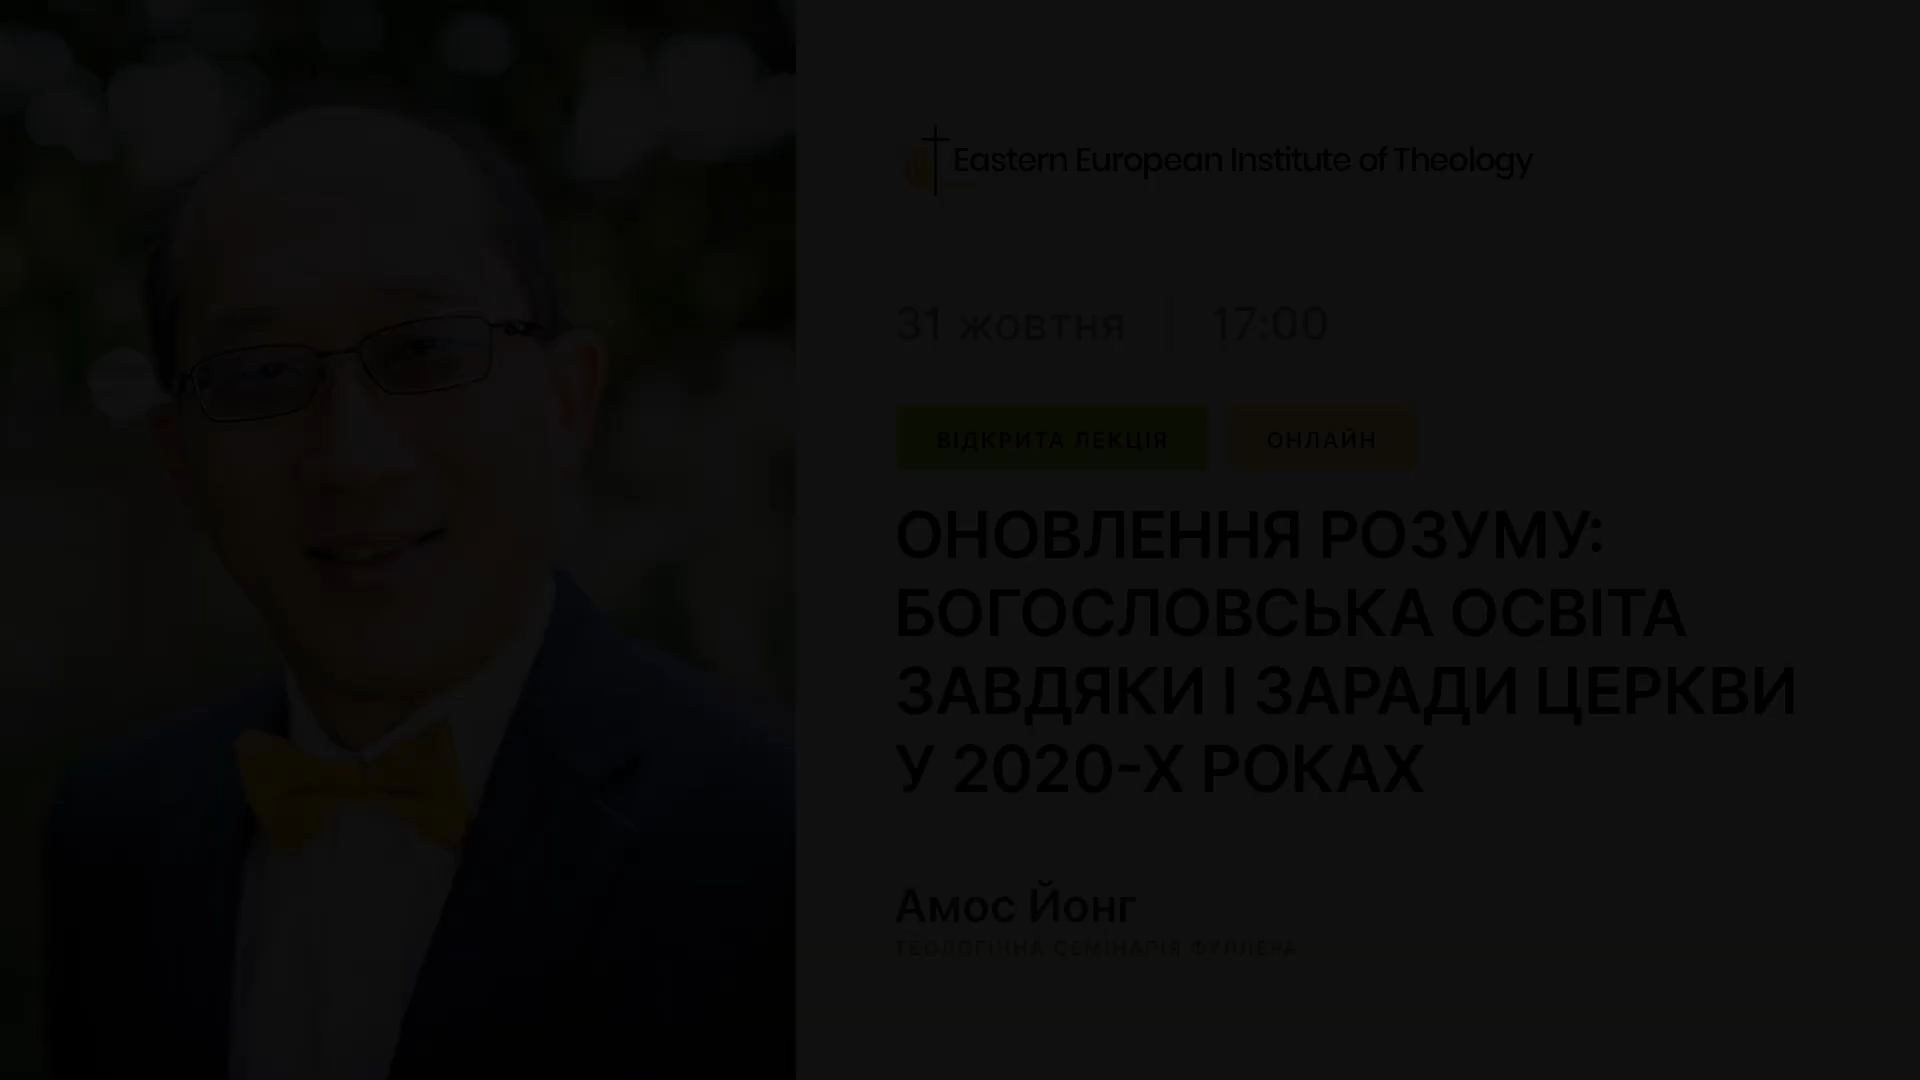 Eastern European Institute of Theology
31 жовтня 17:00
ВІДКРИТА ЛЕКЦІЯ ОНЛАЙН
ОНОВЛЕННЯ РОЗУМУ:
БОГОСЛОВСЬКА ОСВІТА
ЗАВДЯКИ І ЗАРАДИ ЦЕРКВИ
У 2020-Х РОКАХ
Амос Йонг
ТЕОЛОГІЧНА СЕМІНАРІЯ ФУЛЛЕРА